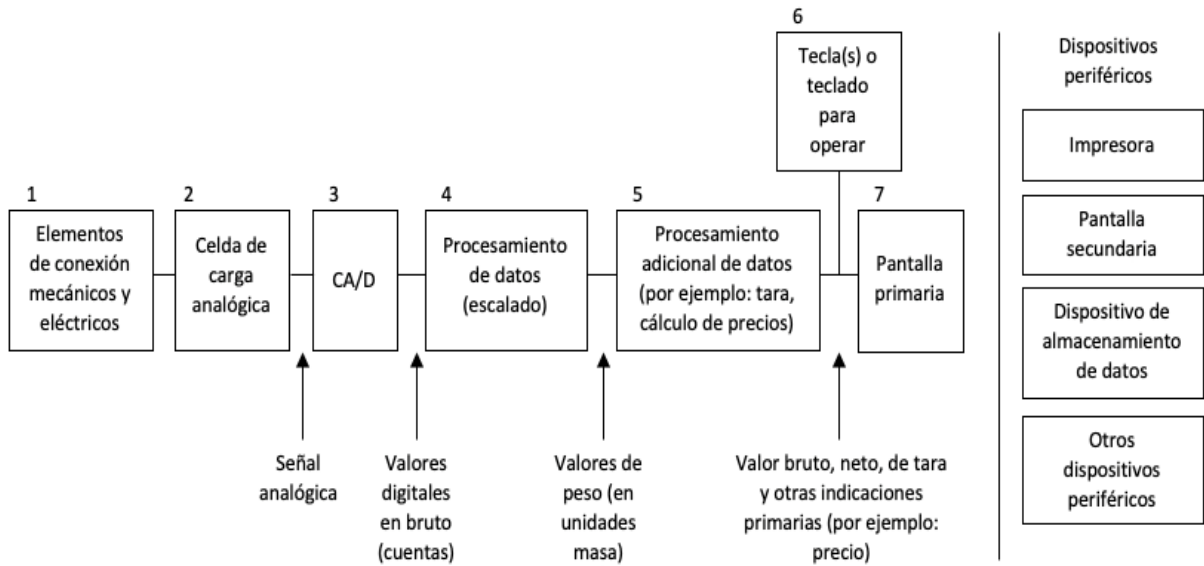 6
Tecla(s) o
teclado
para
operar
Dispositivos
periféricos
Impresora
Pantalla
secundaria
Dispositivo de
almacenamiento
de datos
Otros
dispositivos
periféricos
1
Elementos
de conexión
mecánicos y
eléctricos
2
Celda de
carga
analógica
3
CA/D
4
Procesamiento
de datos
(escalado)
5
Procesamiento
adicional de datos
(por ejemplo: tara,
cálculo de precios)
7
Pantalla
primaria
Señal
analógica
Valores
digitales
en bruto
(cuentas)
Valores de
peso (en
unidades
masa)
Valor bruto, neto, de tara
y otras indicaciones
primarias (por ejemplo:
precio)